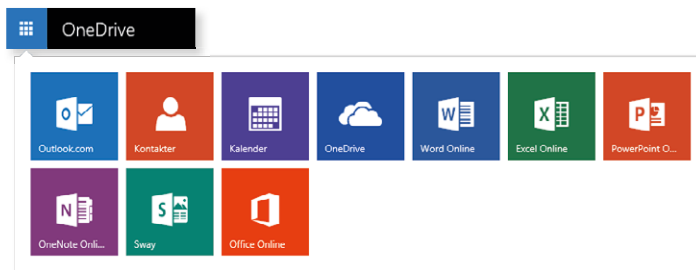 OneDrive
Outlook.com
Kontakter
Kalender
OneDrive
Word Online
Excel Online
PowerPoint O...
OneNote Onli...
Sway
Office Online